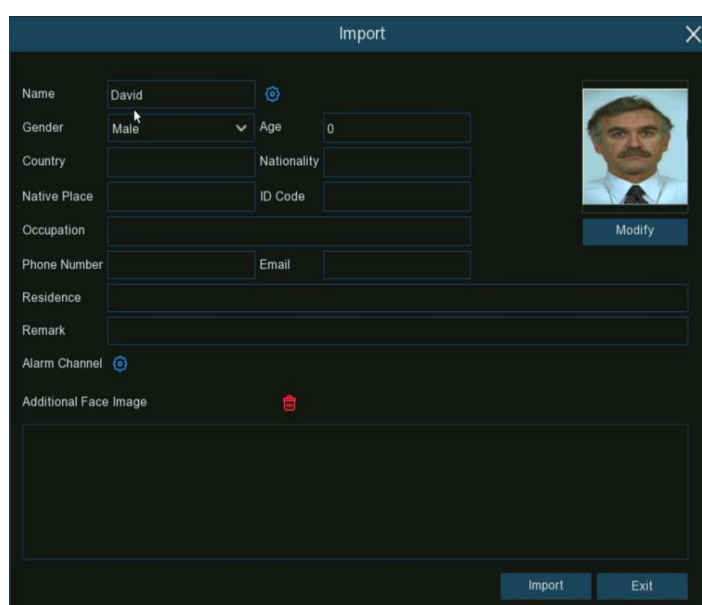 Import
Name David
Gender Male Age 0
Country Nationality
Native Place ID Code
Occupation Modify
Phone Number Email
Residence
Remark
Alarm Channel
Additional Face Image
Import Exit